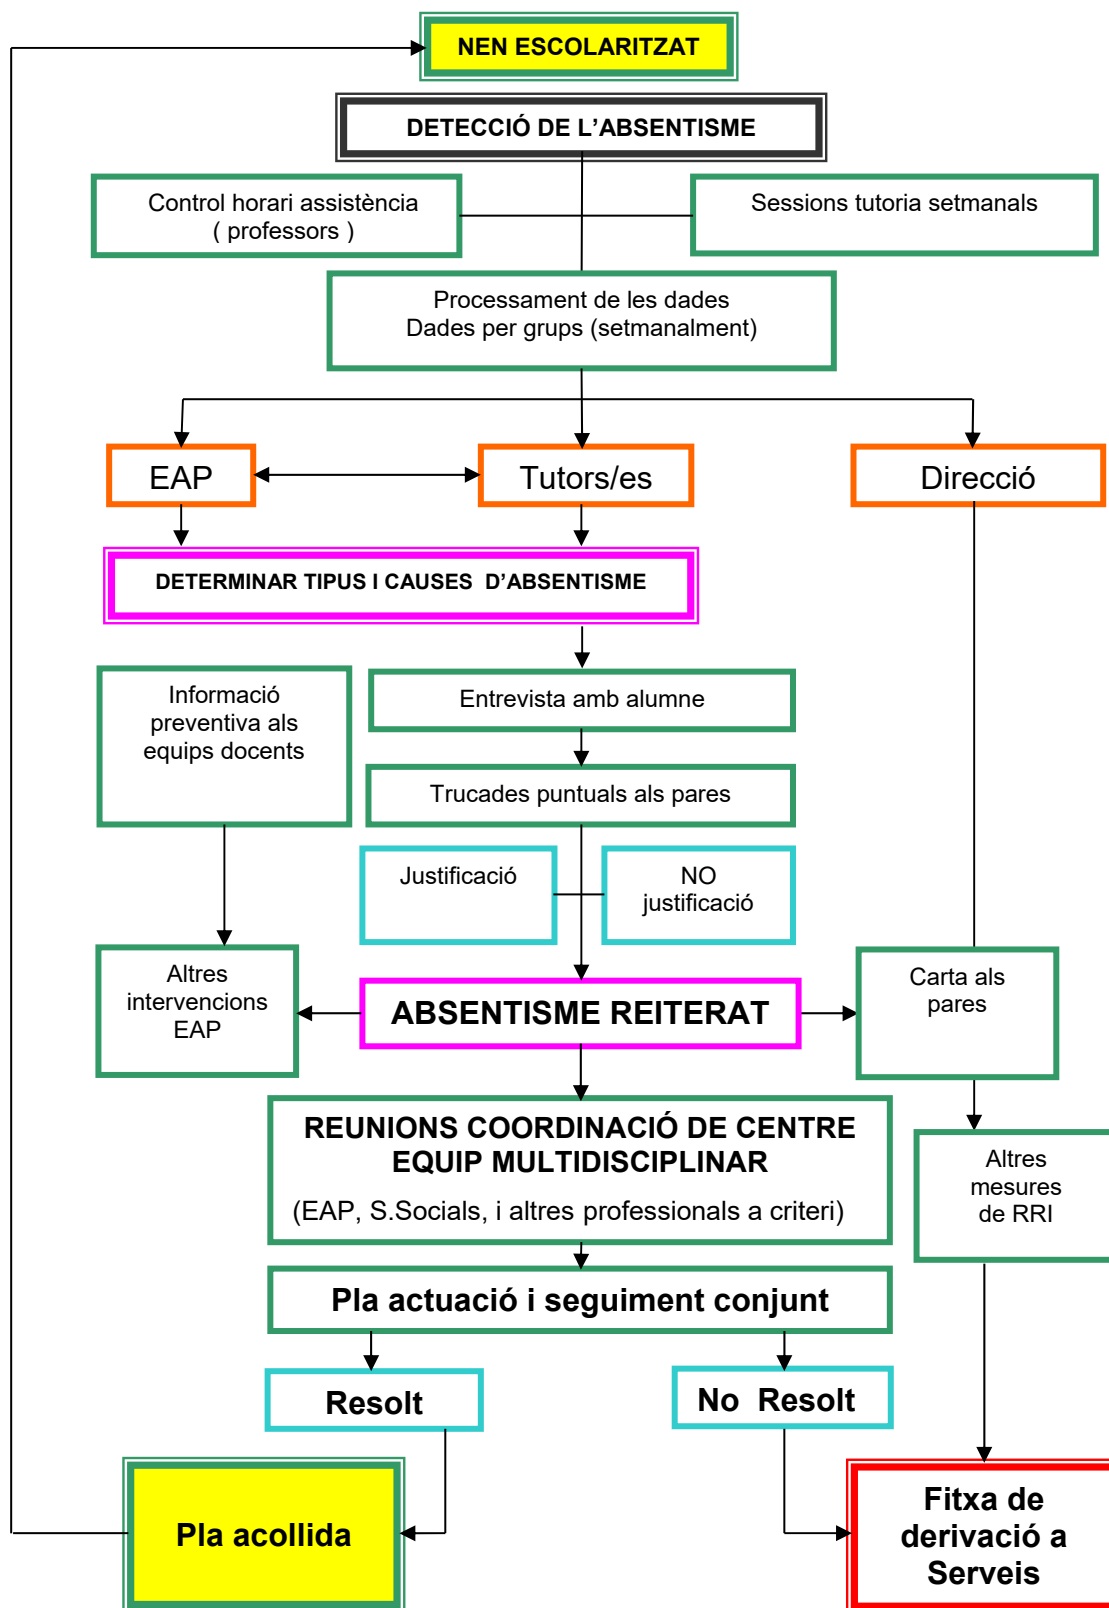 NEN ESCOLARITZAT
DETECCIÓ DE L'ABSENTISME
Control horari assistència
( professors )
Sessions tutoria setmanals
Processament de les dades
Dades per grups (setmanalment)
EAP
Tutors/es
Direcció
DETERMINAR TIPUS I CAUSES  D'ABSENTISME
Informació
preventiva als
equips docents
Entrevista amb alumne
Trucades puntuals als pares
Justificació
NO
justificació
Altres
intervencions
EAP
ABSENTISME REITERAT
Carta als
pares
REUNIONS COORDINACIÓ DE CENTRE
EQUIP MULTIDISCIPLINAR
(EAP, S.Socials, i altres professionals a criteri)
Altres
mesures
de RRI
Pla actuació i seguiment conjunt
Resolt
No  Resolt
Pla acollida
Fitxa de
derivació a
Serveis